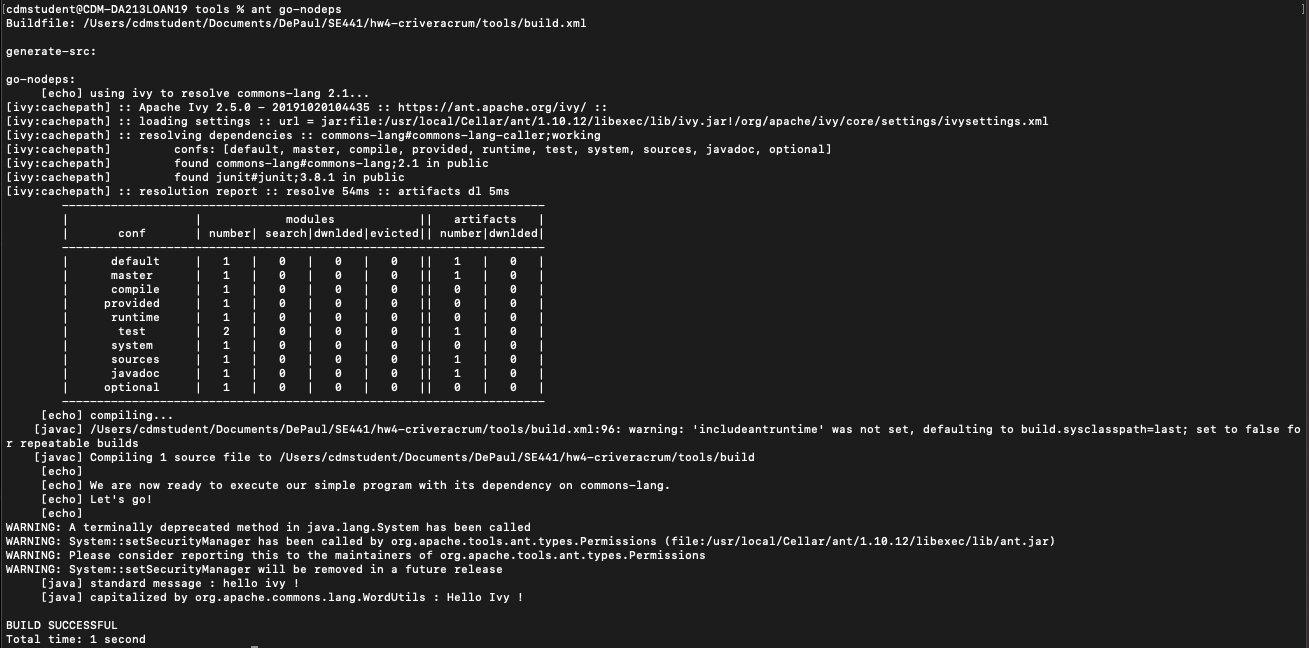 [cdmstudent@CDM-DA213LOAN19 tools % ant go-nodeps ]
Buildfile: /Users/cdmstudent/Documents/DePaul/SE441/hw4-criveracrum/tools/build.xml

generate-src:

go-nodeps:
     [echo] using ivy to resolve commons-lang 2.1...
[ivy:cachepath] :: Apache Ivy 2.5.0 - 20191020104435 :: https://ant.apache.org/ivy/ ::
[ivy:cachepath] :: loading settings :: url = jar:file:/usr/local/Cellar/ant/1.10.12/libexec/lib/ivy.jar!/org/apache/ivy/core/settings/ivysettings.xml
[ivy:cachepath] :: resolving dependencies :: commons-lang#commons-lang-caller;working
[ivy:cachepath]         confs: [default, master, compile, provided, runtime, test, system, sources, javadoc, optional]
[ivy:cachepath]         found commons-lang#commons-lang;2.1 in public
[ivy:cachepath]         found junit#junit;3.8.1 in public
[ivy:cachepath] :: resolution report :: resolve 54ms :: artifacts dl 5ms
        ---------------------------------------------------------------------
        |                  |            modules            ||   artifacts   |
        |       conf       | number| search|dwnlded|evicted|| number|dwnlded|
        ---------------------------------------------------------------------
        |      default     |   1   |   0   |   0   |   0   ||   1   |   0   |
        |      master      |   1   |   0   |   0   |   0   ||   1   |   0   |
        |      compile     |   1   |   0   |   0   |   0   ||   0   |   0   |
        |     provided     |   1   |   0   |   0   |   0   ||   0   |   0   |
        |      runtime     |   1   |   0   |   0   |   0   ||   0   |   0   |
        |       test       |   2   |   0   |   0   |   0   ||   1   |   0   |
        |      system      |   1   |   0   |   0   |   0   ||   0   |   0   |
        |      sources     |   1   |   0   |   0   |   0   ||   1   |   0   |
        |      javadoc     |   1   |   0   |   0   |   0   ||   1   |   0   |
        |     optional     |   1   |   0   |   0   |   0   ||   0   |   0   |
        ---------------------------------------------------------------------
     [echo] compiling...
    [javac] /Users/cdmstudent/Documents/DePaul/SE441/hw4-criveracrum/tools/build.xml:96: warning: 'includeantruntime' was not set, defaulting to build.sysclasspath=last; set to false fo
r repeatable builds
    [javac] Compiling 1 source file to /Users/cdmstudent/Documents/DePaul/SE441/hw4-criveracrum/tools/build
     [echo]
     [echo] We are now ready to execute our simple program with its dependency on commons-lang.
     [echo] Let's go!
     [echo]
WARNING: A terminally deprecated method in java.lang.System has been called
WARNING: System::setSecurityManager has been called by org.apache.tools.ant.types.Permissions (file:/usr/local/Cellar/ant/1.10.12/libexec/lib/ant.jar)
WARNING: Please consider reporting this to the maintainers of org.apache.tools.ant.types.Permissions
WARNING: System::setSecurityManager will be removed in a future release
     [java] standard message : hello ivy !
     [java] capitalized by org.apache.commons.lang.WordUtils : Hello Ivy !

BUILD SUCCESSFUL
Total time: 1 second